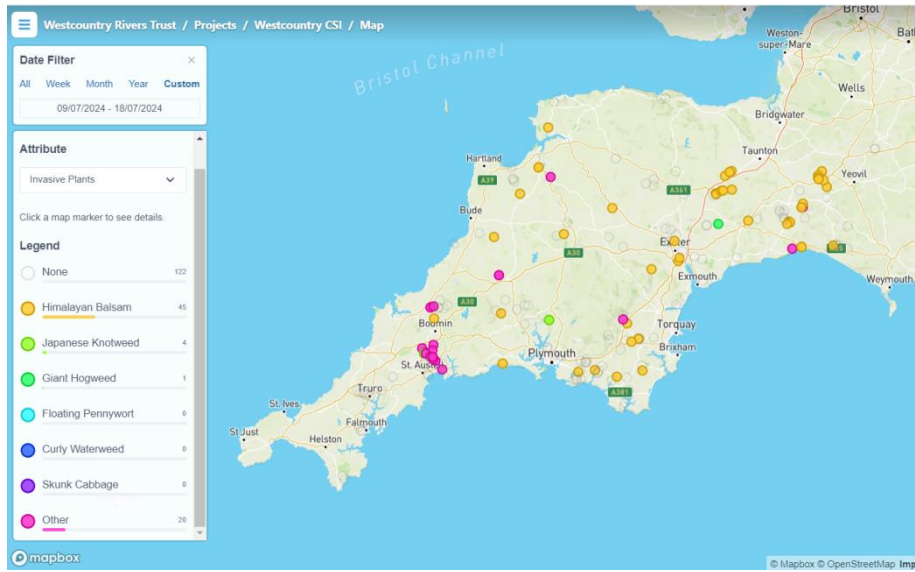 Westcountry Rivers Trust / Projects / Westcountry CSI / Map
Date Filter ×
All Week Month Year Custom
09/07/2024 - 18/07/2024
Attribute
Invasive Plants
Click a map marker to see details.
Legend
None 122
Himalayan Balsam 45
Japanese Knotweed 4
Giant Hogweed 1
Floating Pennywort 0
Curly Waterweed 0
Skunk Cabbage 0
Other 20
mapbox
Bristol Channel
Bristol
Weston-super-Mare
Bat
Wells
Bridgwater
Taunton
Yeovil
Hartland
A39
A361
Bude
Exeter
A30
Exmouth
Weymouth
A30
Bodmin
Torquay
Plymouth
Brixham
St. Aust
Truro
A381
St. Ives
Falmouth
St Just
Helston
© Mapbox © OpenStreetMap Imp